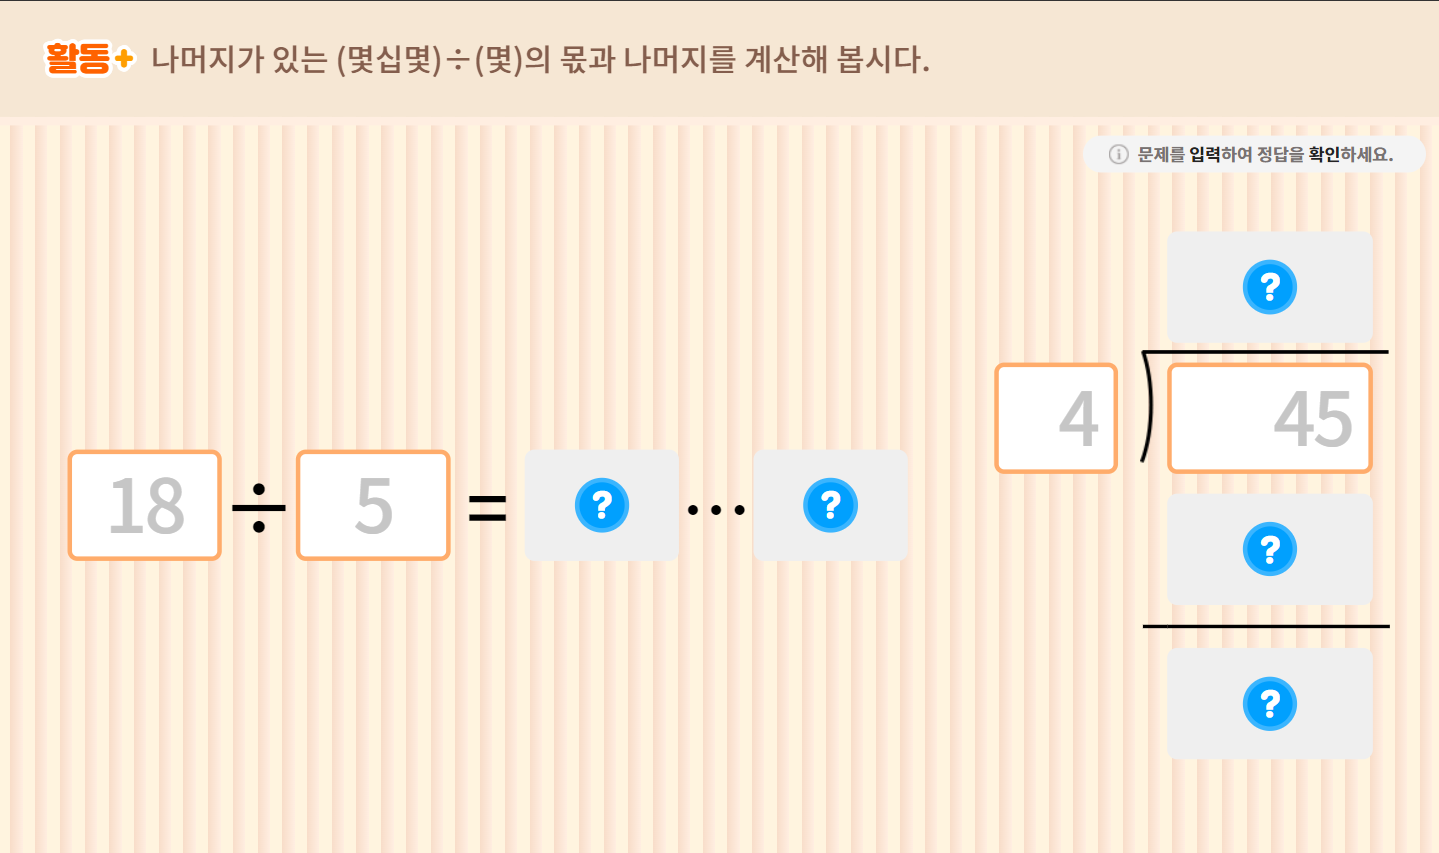 활동+ 나머지가 있는 (몇십몇)÷(몇)의 몫과 나머지를 계산해 봅시다.
문제를 입력하여 정답을 확인하세요.
18 ÷ 5 = ? ··· ?
?
4 45
?
?